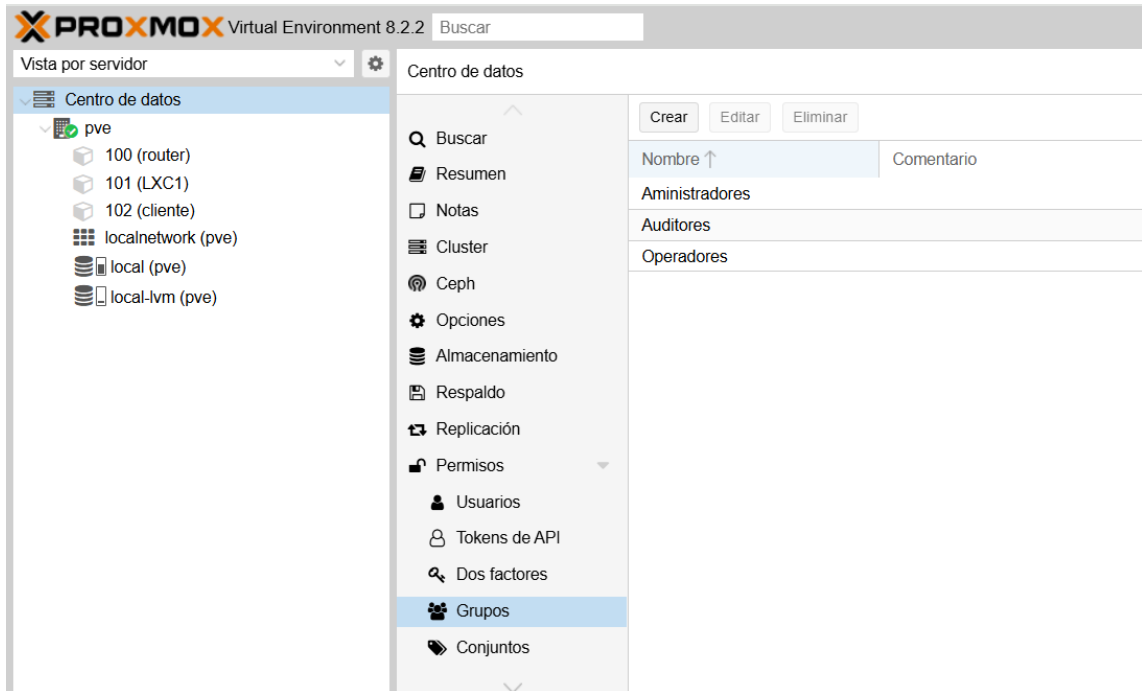 PROXMOX Virtual Environment 8.2.2 Buscar
Vista por servidor
Centro de datos
pve
100 (router)
101 (LXC1)
102 (cliente)
localnetwork (pve)
local (pve)
local-lvm (pve)
Centro de datos
Buscar
Resumen
Notas
Cluster
Ceph
Opciones
Almacenamiento
Respaldo
Replicación
Permisos
Usuarios
Tokens de API
Dos factores
Grupos
Conjuntos
Crear Editar Eliminar
Nombre Comentario
Aministradores
Auditores
Operadores